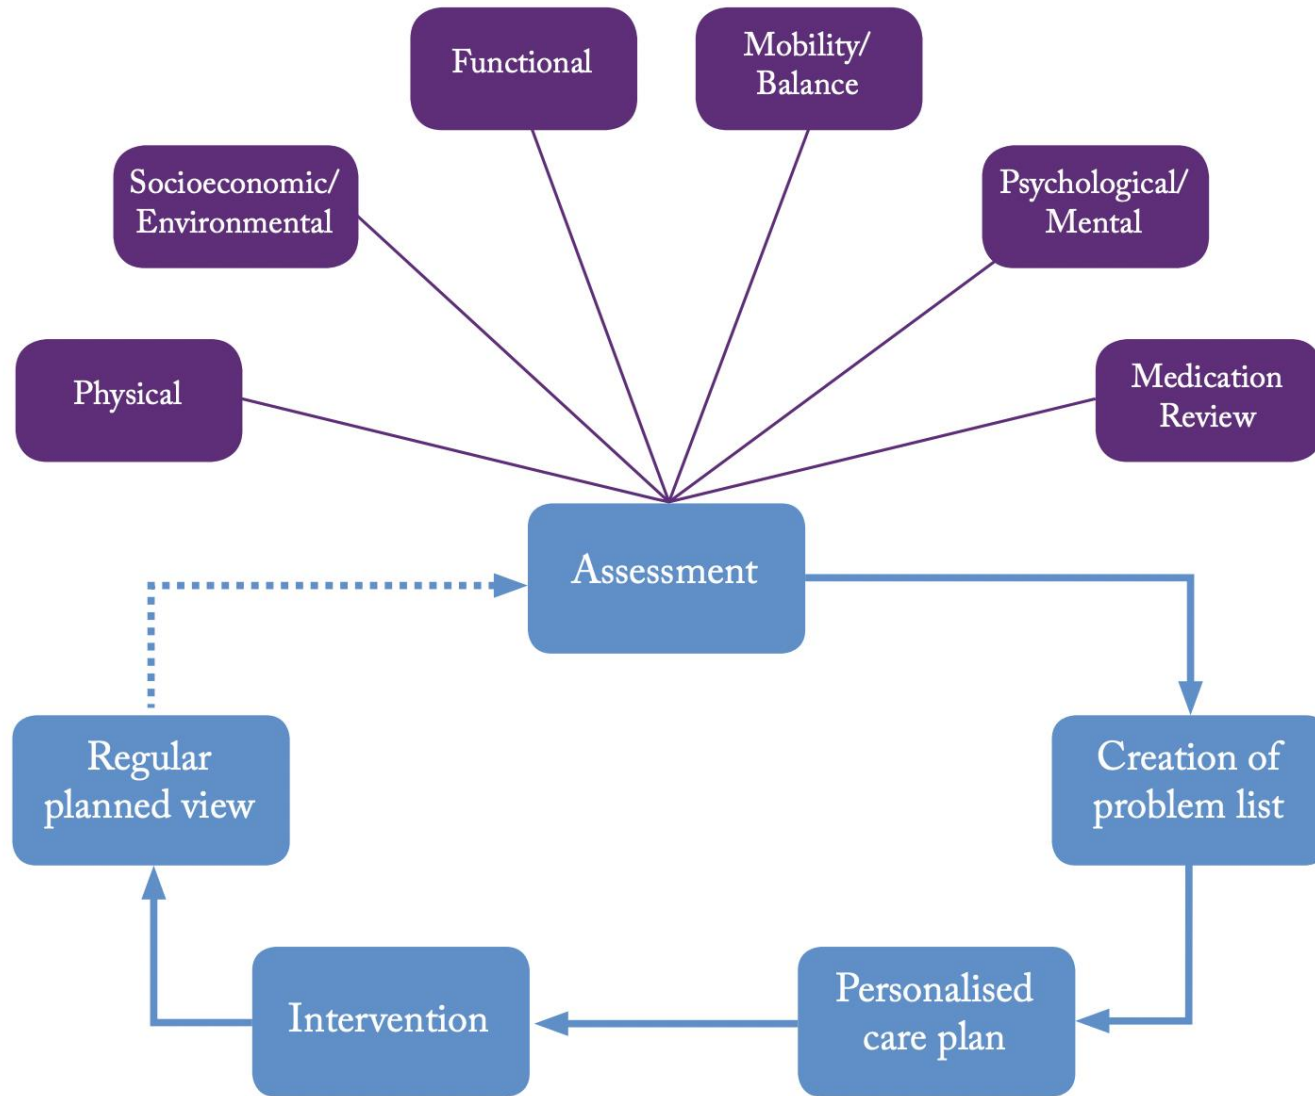 Functional
Mobility/
Balance
Socioeconomic/
Environmental
Psychological/
Mental
Physical
Medication
Review
Assessment
Regular
planned view
Creation of
problem list
Intervention
Personalised
care plan